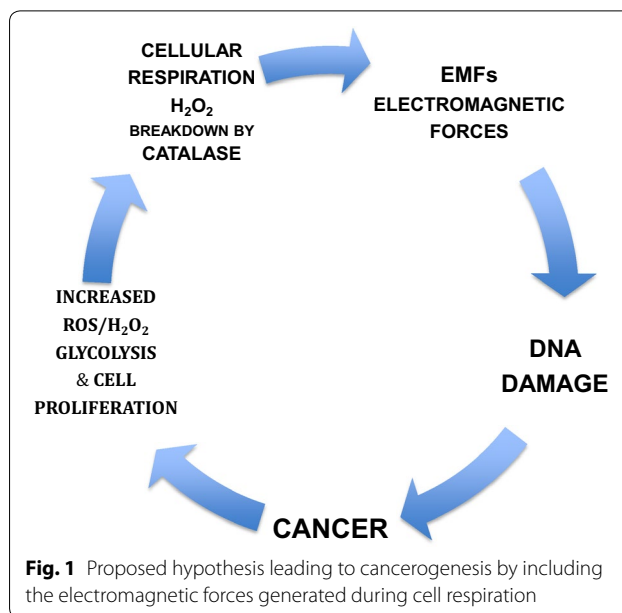 CELLULAR
RESPIRATION
H₂O₂
BREAKDOWN BY
CATALASE
EMFs
ELECTROMAGNETIC
FORCES
DNA
DAMAGE
CANCER
INCREASED
ROS/H₂O₂
GLYCOLYSIS
& CELL
PROLIFERATION
Fig. 1 Proposed hypothesis leading to cancerogenesis by including
the electromagnetic forces generated during cell respiration